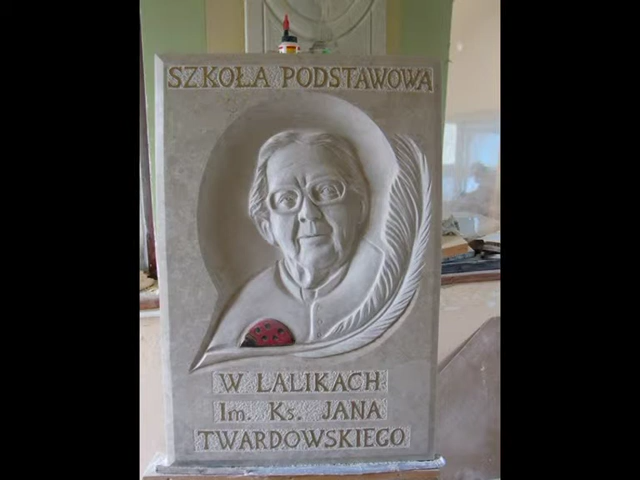 SZKOŁA PODSTAWOWA
W ŁALIKACH
Im. Ks. JANA
TWARDOWSKIEGO